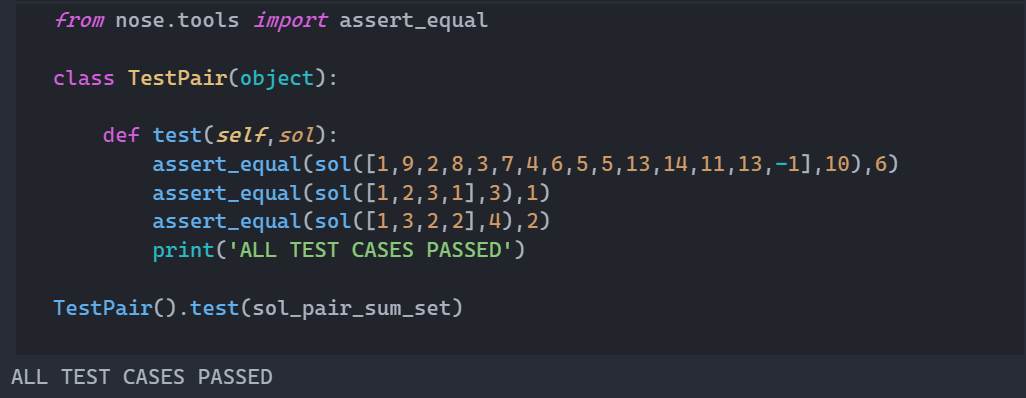 from nose.tools import assert_equal
class TestPair(object):
def test(self,sol):
assert_equal(sol([1,9,2,8,3,7,4,6,5,5,13,14,11,13,-1],10),6)
assert_equal(sol([1,2,3,1],3),1)
assert_equal(sol([1,3,2,2],4),2)
print('ALL TEST CASES PASSED')
TestPair().test(sol_pair_sum_set)
ALL TEST CASES PASSED